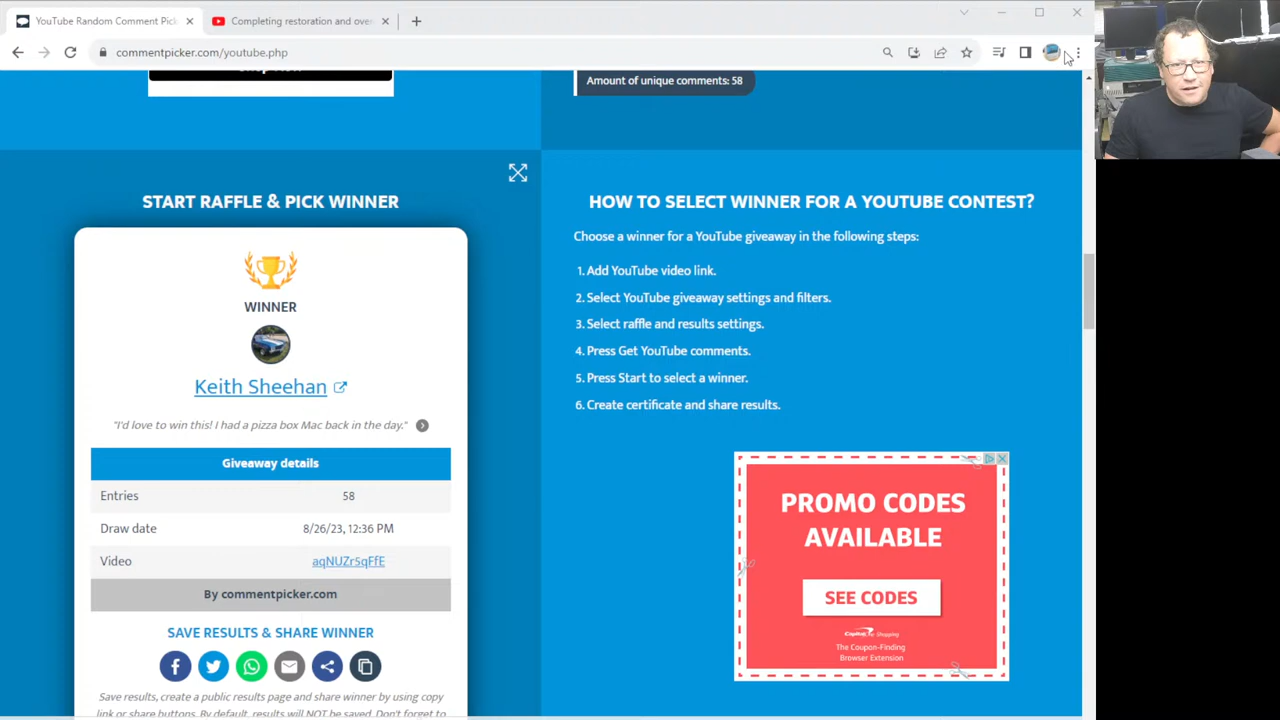 YouTube Random Comment Pick
Completing restoration and over
commentpicker.com/youtube.php
Amount of unique comments: 58
START RAFFLE & PICK WINNER
WINNER
Keith Sheehan
"I'd love to win this! I had a pizza box Mac back in the day."
Giveaway details
Entries 58
Draw date 8/26/23, 12:36 PM
Video aqNUZr5qFfE
By commentpicker.com
SAVE RESULTS & SHARE WINNER
Save results, create a public results page and share winner by using copy
link or share buttons. By default, results will NOT be saved. Don't forget to
HOW TO SELECT WINNER FOR A YOUTUBE CONTEST?
Choose a winner for a YouTube giveaway in the following steps:
1. Add YouTube video link.
2. Select YouTube giveaway settings and filters.
3. Select raffle and results settings.
4. Press Get YouTube comments.
5. Press Start to select a winner.
6. Create certificate and share results.
PROMO CODES
AVAILABLE
SEE CODES
Capital One Shopping
The Coupon-Finding
Browser Extension